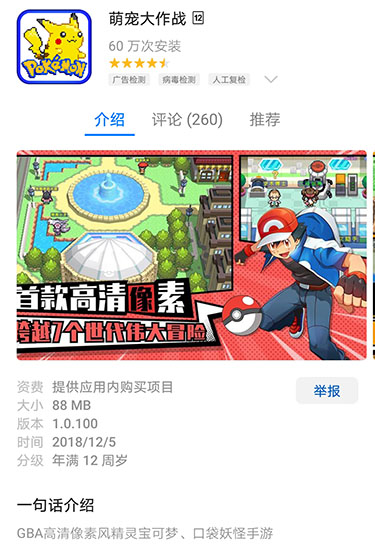 萌宠大作战 12
60 万次安装
POKéMON
广告检测 病毒检测 人工复检
介绍 评论 (260) 推荐
首款高清像素
跨越7个世代伟大冒险
资费 提供应用内购买项目
举报
大小 88 MB
版本 1.0.100
时间 2018/12/5
分级 年满 12 周岁
一句话介绍
GBA高清像素风精灵宝可梦、口袋妖怪手游